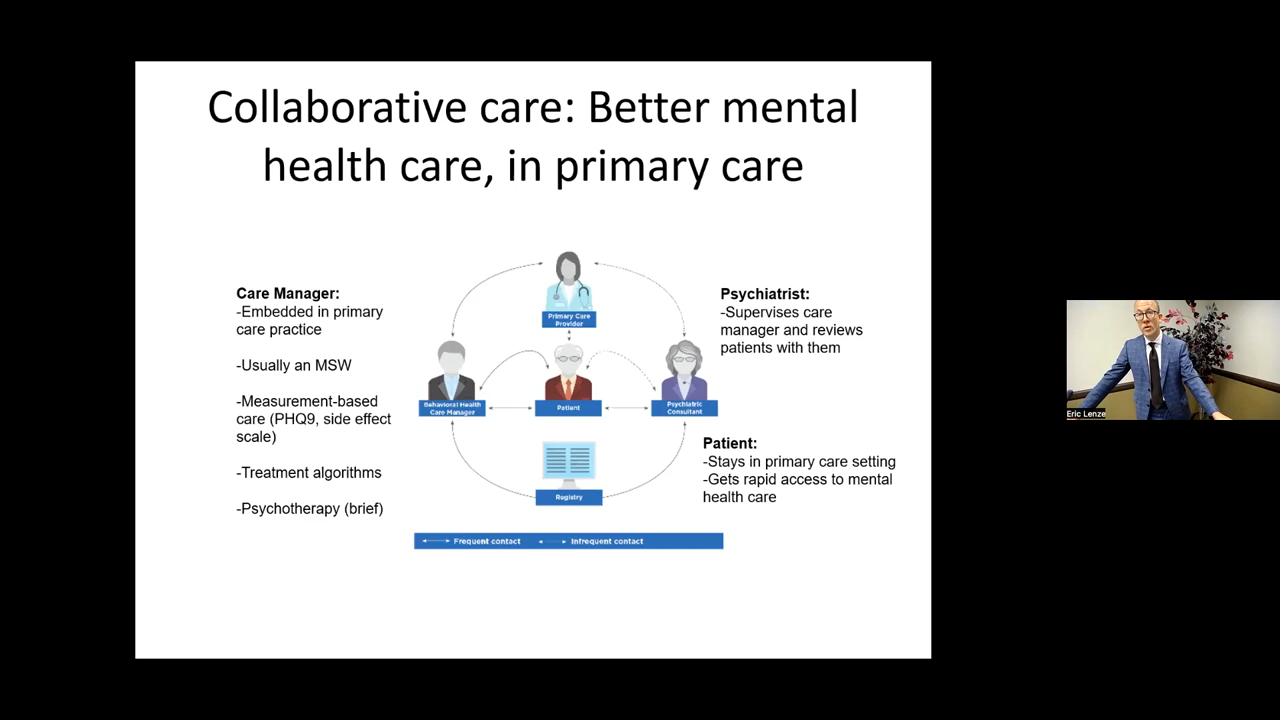 Collaborative care: Better mental
health care, in primary care
Care Manager:
-Embedded in primary
care practice
-Usually an MSW
-Measurement-based
care (PHQ9, side effect
scale)
-Treatment algorithms
-Psychotherapy (brief)
Primary Care
Provider
Behavioral Health
Care Manager
Patient
Psychiatric
Consultant
Registry
Frequent contact
Infrequent contact
Psychiatrist:
-Supervises care
manager and reviews
patients with them
Patient:
-Stays in primary care setting
-Gets rapid access to mental
health care
Eric Lenze